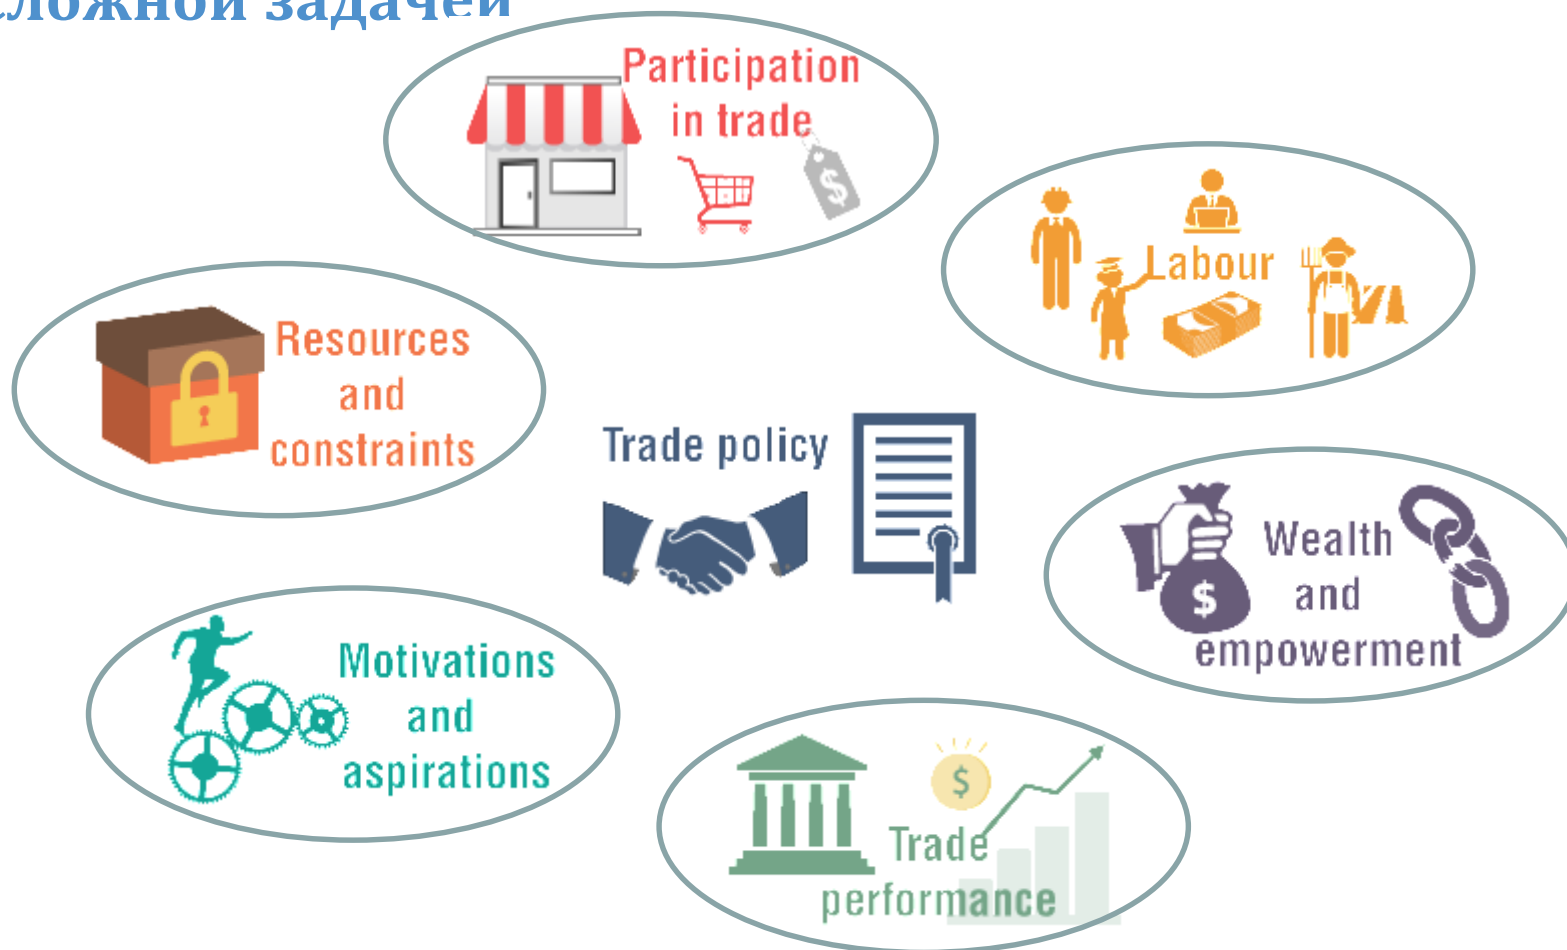 сложной задачей
Participation
in trade
$
Labour
Resources
and
constraints
Trade policy
Wealth
and
empowerment
$
Motivations
and
aspirations
$
Trade
performance